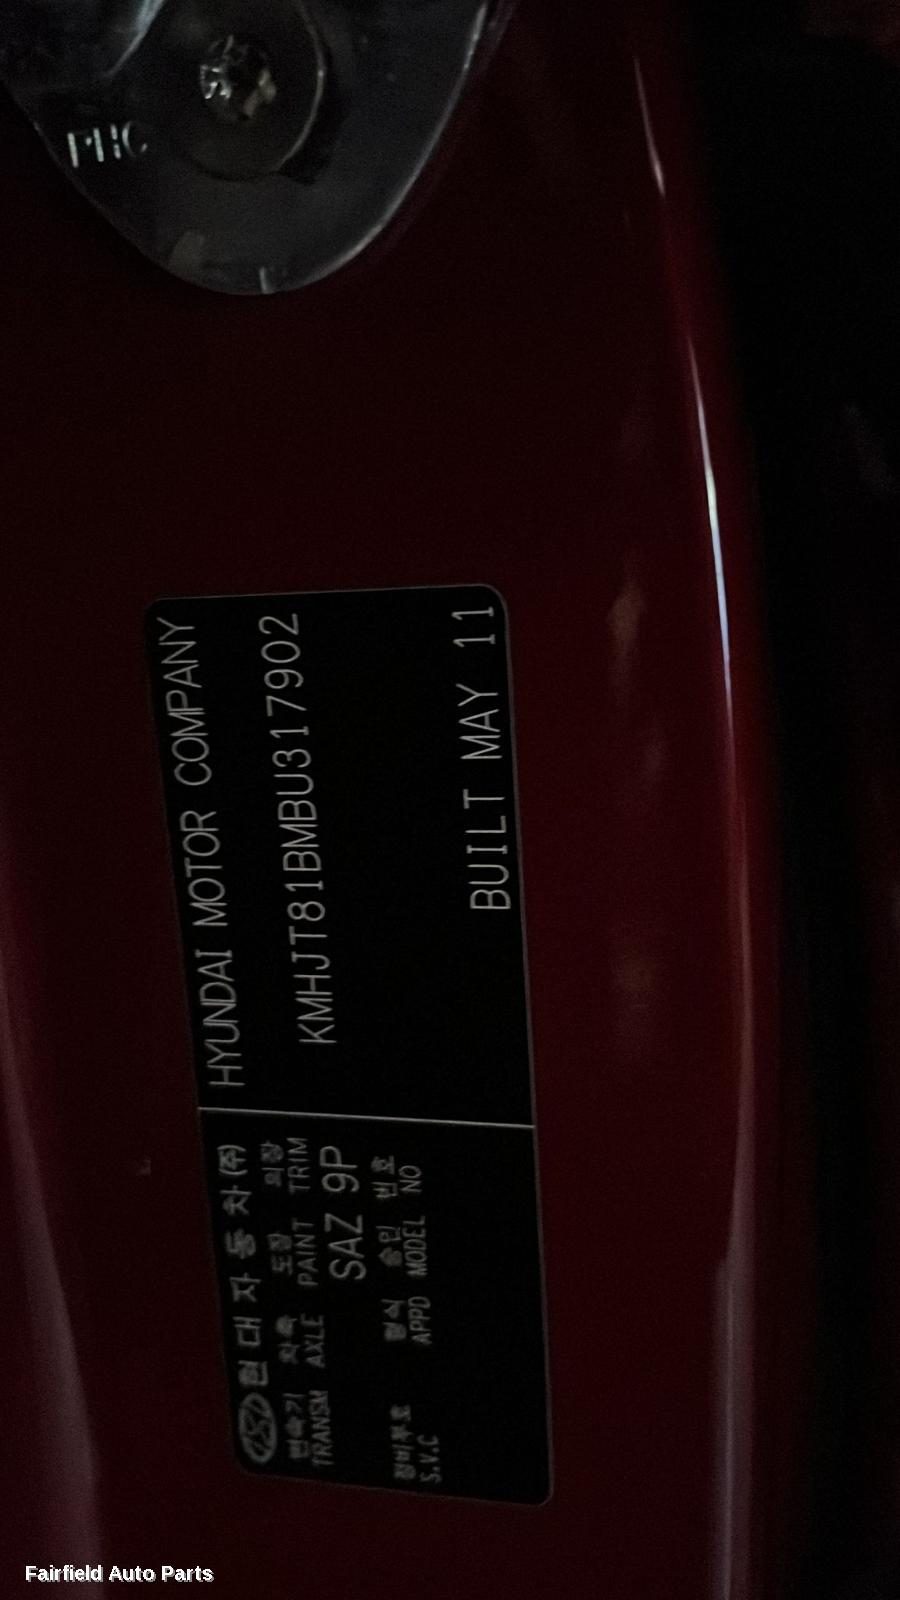 PHC
HYUNDAI MOTOR COMPANY
KMHJT81BMBU317902
BUILT MAY 11
현대자동차(주)
변속기 차축 도장 의장
TRANSM AXLE PAINT TRIM
SAZ 9P
정비부호 형식 승인 번호
S.V.C APPD MODEL NO
Fairfield Auto Parts